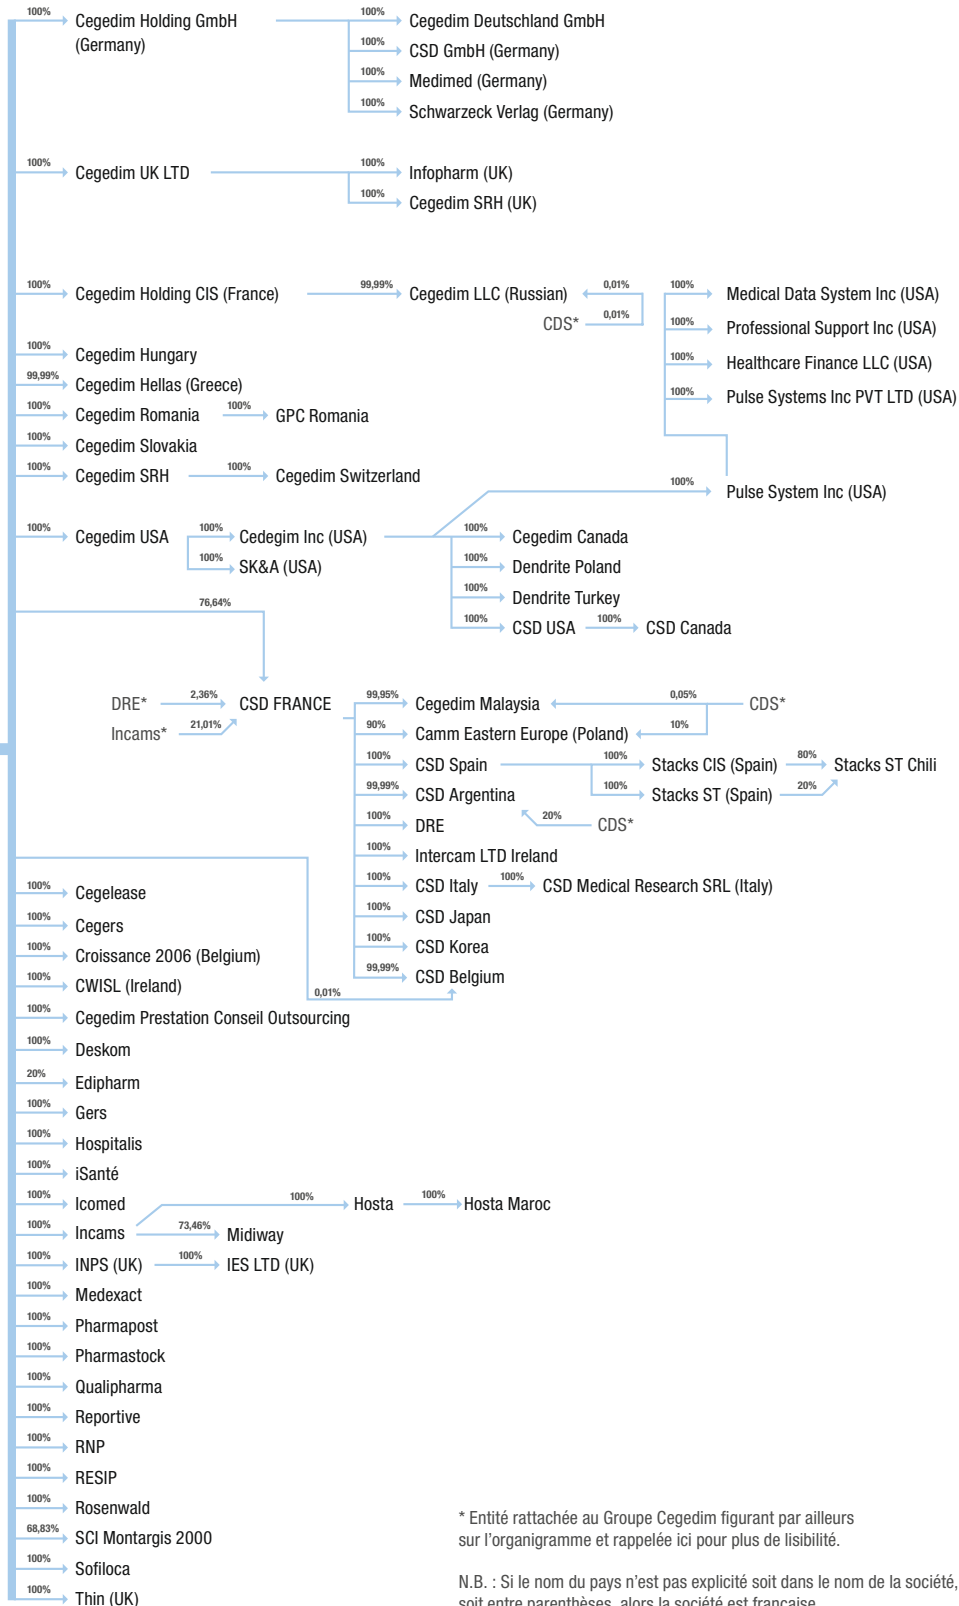 100% Cegedim Holding GmbH 100% Cegedim Deutschland GmbH
(Germany) 100% CSD GmbH (Germany)
100% Medimed (Germany)
100% Schwarzeck Verlag (Germany)
100% Cegedim UK LTD 100% Infopharm (UK)
100% Cegedim SRH (UK)
100% Cegedim Holding CIS (France) 99,99% Cegedim LLC (Russian) 0,01% 100% Medical Data System Inc (USA)
CDS* 0,01% 100% Professional Support Inc (USA)
100% Cegedim Hungary 100% Healthcare Finance LLC (USA)
99,99% Cegedim Hellas (Greece) 100% Pulse Systems Inc PVT LTD (USA)
100% Cegedim Romania 100% GPC Romania
100% Cegedim Slovakia
100% Cegedim SRH 100% Cegedim Switzerland
100% Pulse System Inc (USA)
100% Cegedim USA 100% Cedegim Inc (USA) 100% Cegedim Canada
100% SK&A (USA) 100% Dendrite Poland
100% Dendrite Turkey
76,64% 100% CSD USA 100% CSD Canada
DRE* 2,36% CSD FRANCE 99,95% Cegedim Malaysia 0,05% CDS*
Incams* 21,01% 90% Camm Eastern Europe (Poland) 10%
100% CSD Spain 100% Stacks CIS (Spain) 80% Stacks ST Chili
99,99% CSD Argentina 100% Stacks ST (Spain) 20%
100% DRE 20% CDS*
100% Intercam LTD Ireland
100% CSD Italy 100% CSD Medical Research SRL (Italy)
100% CSD Japan
100% CSD Korea
99,99% CSD Belgium
0,01%
100% Cegelease
100% Cegers
100% Croissance 2006 (Belgium)
100% CWISL (Ireland)
100% Cegedim Prestation Conseil Outsourcing
100% Deskom
20% Edipharm
100% Gers
100% Hospitalis
100% iSanté
100% Icomed 100% Hosta 100% Hosta Maroc
100% Incams 73,46% Midiway
100% INPS (UK) 100% IES LTD (UK)
100% Medexact
100% Pharmapost
100% Pharmastock
100% Qualipharma
100% Reportive
100% RNP
100% RESIP
100% Rosenwald
68,83% SCI Montargis 2000
100% Sofiloca
100% Thin (UK)
* Entité rattachée au Groupe Cegedim figurant par ailleurs
sur l'organigramme et rappelée ici pour plus de lisibilité.
N.B. : Si le nom du pays n'est pas explicité soit dans le nom de la société,
soit entre parenthèses, alors la société est française